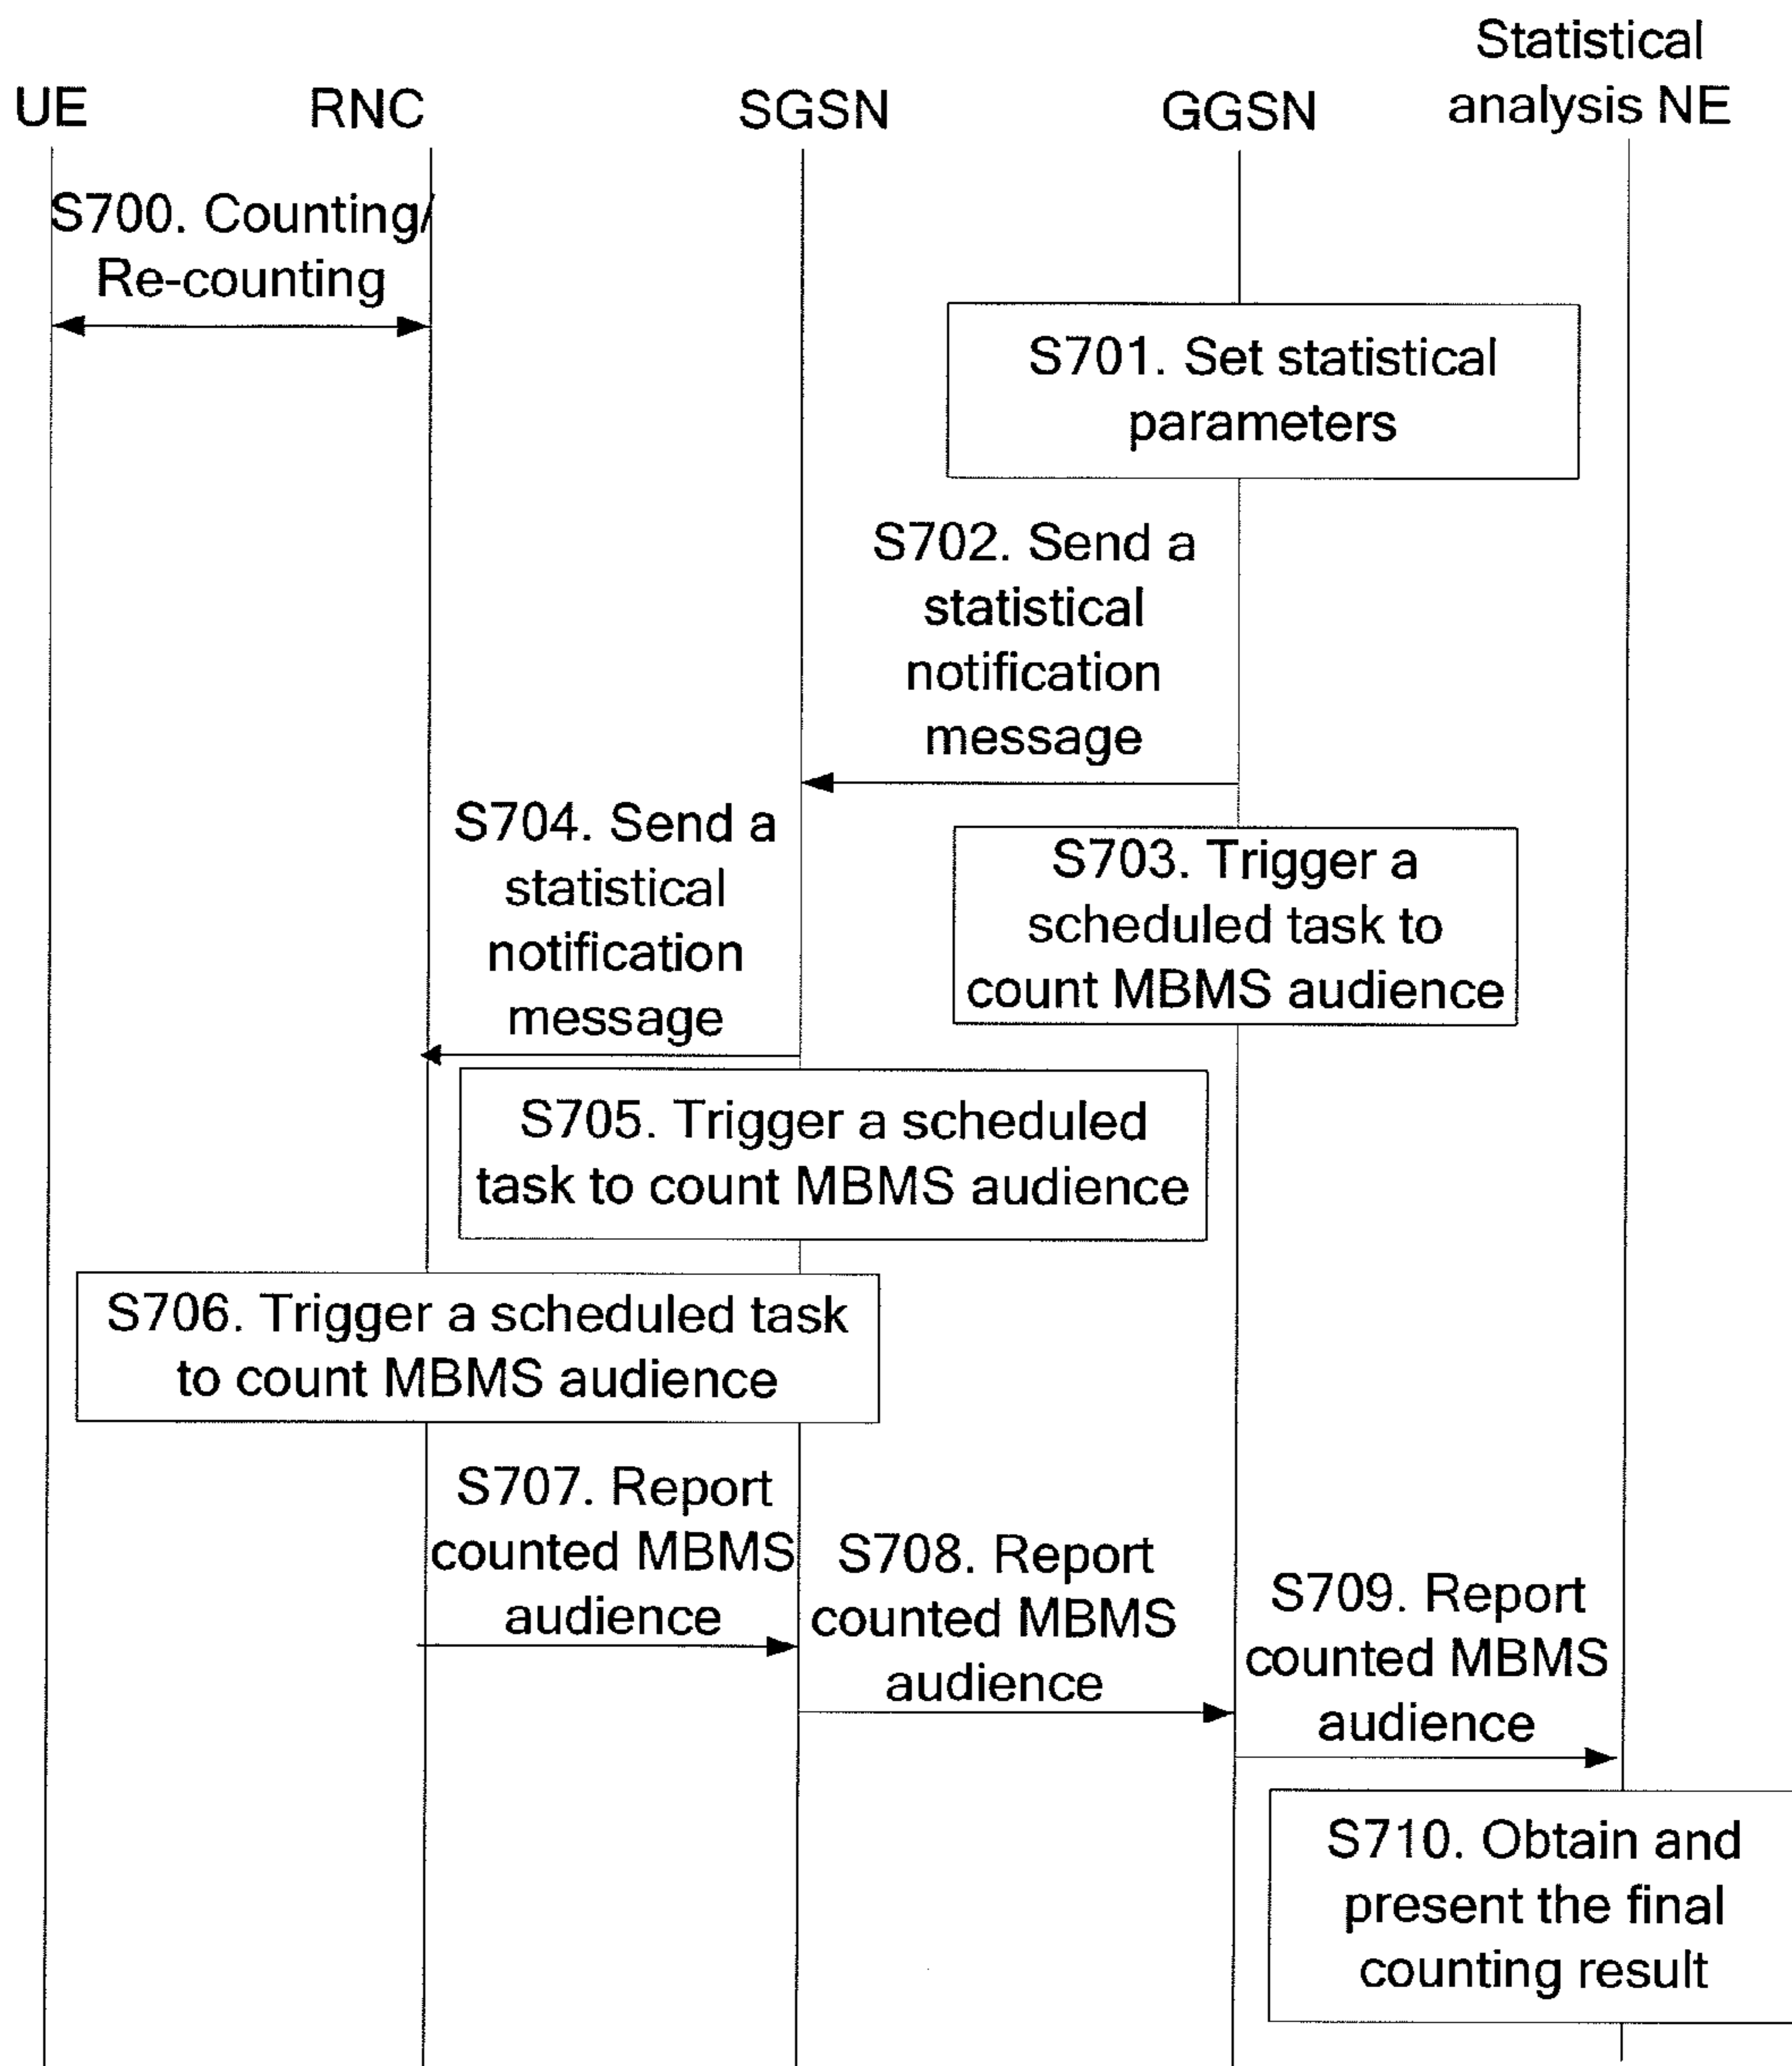 Statistical
analysis NE
UE
RNC
SGSN
GGSN
S700. Counting/
Re-counting
S701. Set statistical
parameters
S702. Send a
statistical
notification
message
S704. Send a
statistical
notification
message
S703. Trigger a
scheduled task to
count MBMS audience
S705. Trigger a scheduled
task to count MBMS audience
S706. Trigger a scheduled task
to count MBMS audience
S707. Report
counted MBMS
audience
S708. Report
counted MBMS
audience
S709. Report
counted MBMS
audience
S710. Obtain and
present the final
counting result